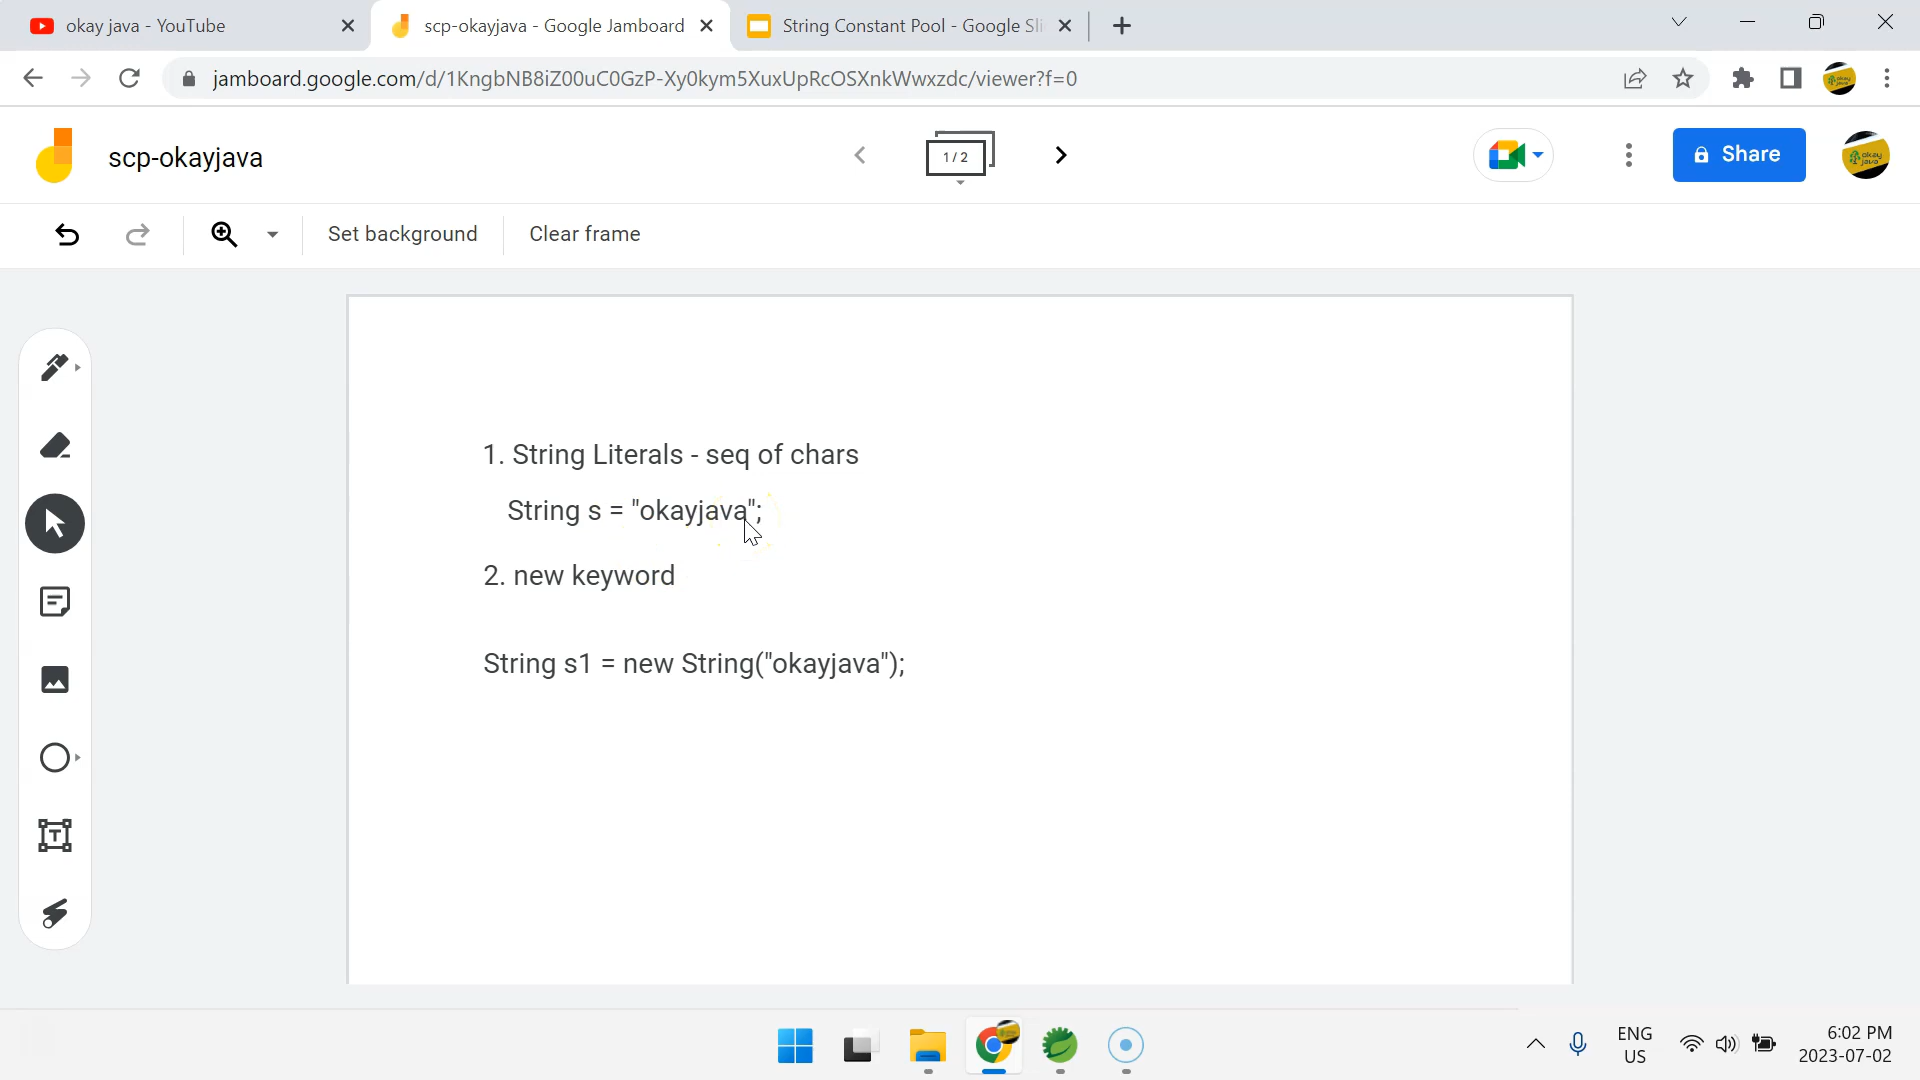 okay java - YouTube
scp-okayjava - Google Jamboard
String Constant Pool - Google Sli
jamboard.google.com/d/1KngbNB8iZ00uC0GzP-Xy0kym5XuxUpRcOSXnkWwxzdc/viewer?f=0
scp-okayjava
1 / 2
Share
Set background
Clear frame
1. String Literals - seq of chars
String s = "okayjava";
2. new keyword
String s1 = new String("okayjava");
ENG
US
6:02 PM
2023-07-02